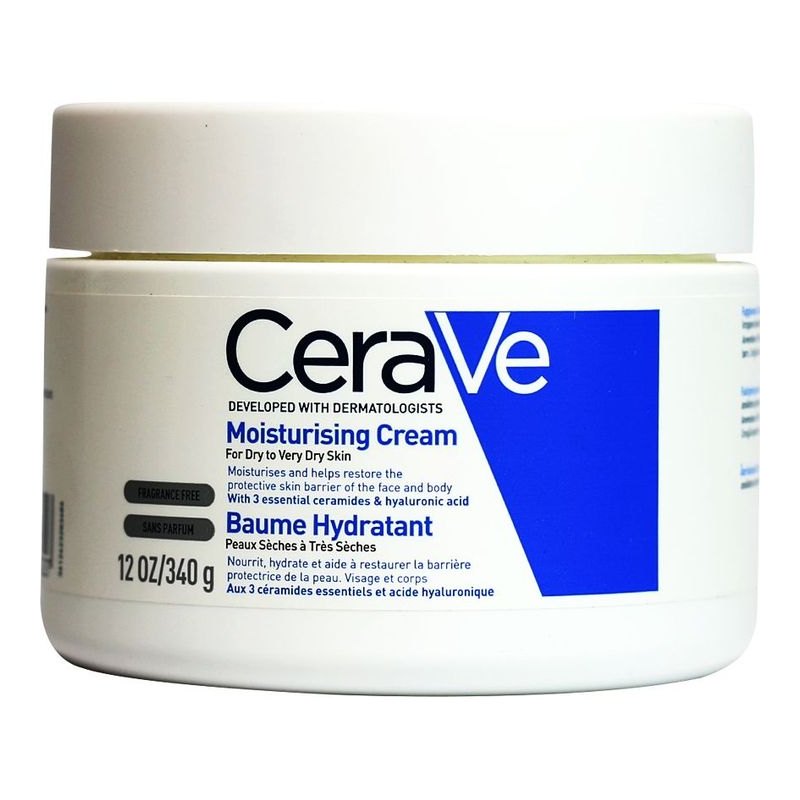 CeraVe
DEVELOPED WITH DERMATOLOGISTS
Moisturising Cream
For Dry to Very Dry Skin
Moisturises and helps restore the
protective skin barrier of the face and body
With 3 essential ceramides & hyaluronic acid
FRAGRANCE FREE
SANS PARFUM
12 OZ/340 g
Baume Hydratant
Peaux Sèches à Très Sèches
Nourrit, hydrate et aide à restaurer la barrière
protectrice de la peau. Visage et corps
Aux 3 céramides essentiels et acide hyaluronique